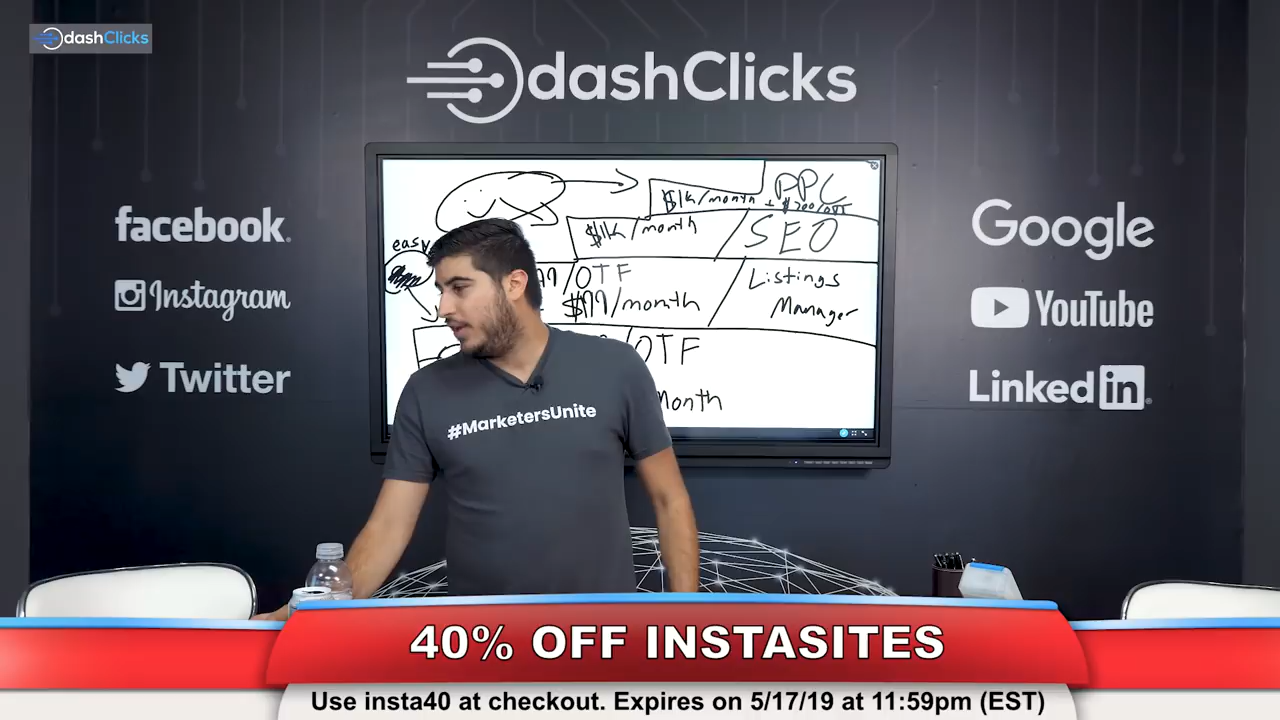 dashClicks
dashClicks
facebook
Instagram
Twitter
Google
YouTube
LinkedIn
PPC
$1k/month
easy
$1k/month
SEO
/OTF
$99/month
Listings
Manager
/OTF
month
#MarketersUnite
40% OFF INSTASITES
Use insta40 at checkout. Expires on 5/17/19 at 11:59pm (EST)